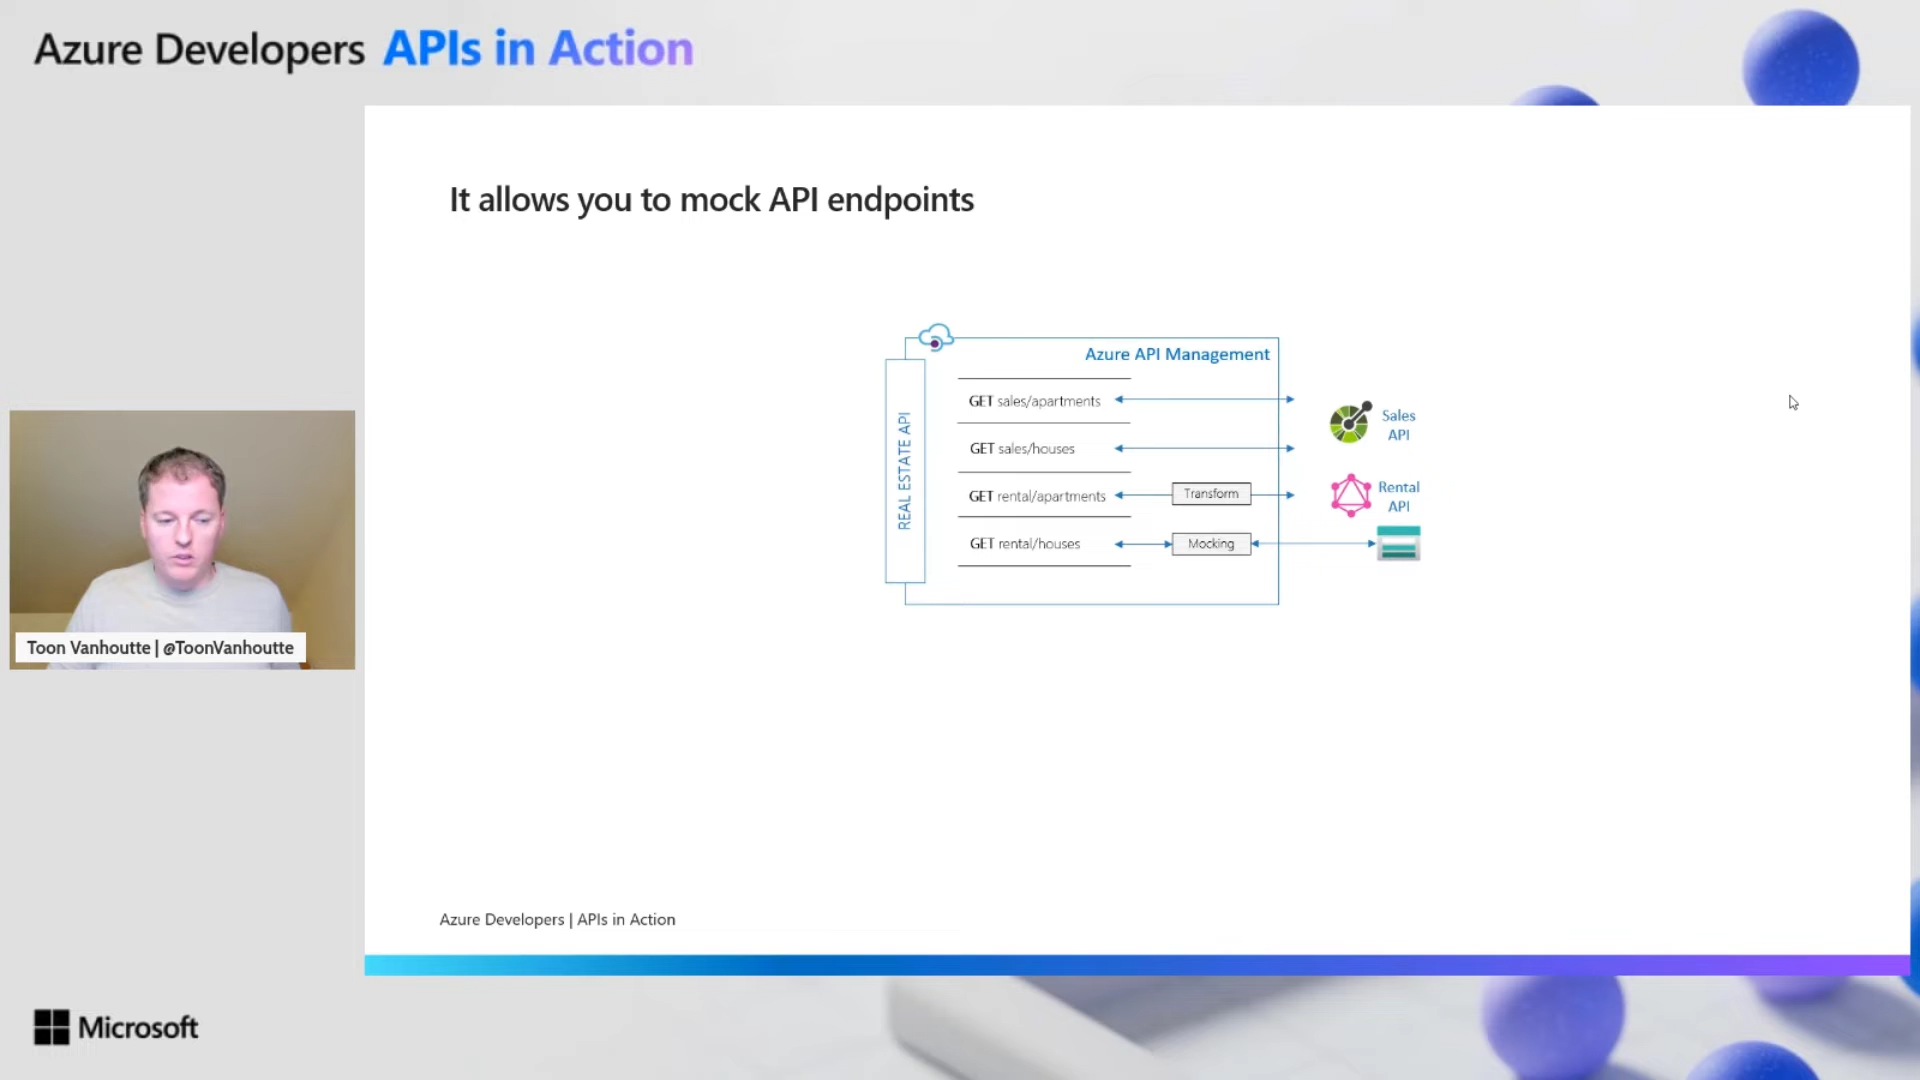 Azure Developers APIs in Action
It allows you to mock API endpoints
Azure API Management
REAL ESTATE API
GET sales/apartments
GET sales/houses
GET rental/apartments
Transform
GET rental/houses
Mocking
Sales
API
Rental
API
Toon Vanhoutte | @ToonVanhoutte
Azure Developers | APIs in Action
Microsoft